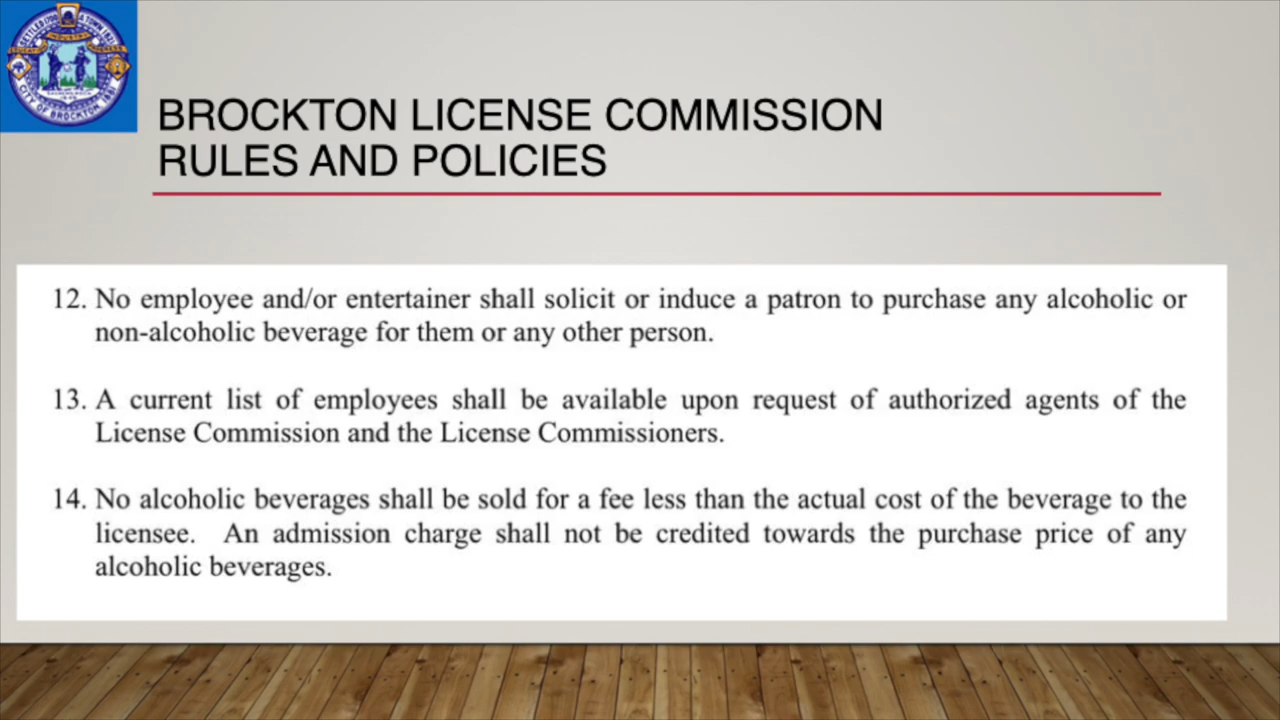 BROCKTON LICENSE COMMISSION
RULES AND POLICIES
12. No employee and/or entertainer shall solicit or induce a patron to purchase any alcoholic or
non-alcoholic beverage for them or any other person.
13. A current list of employees shall be available upon request of authorized agents of the
License Commission and the License Commissioners.
14. No alcoholic beverages shall be sold for a fee less than the actual cost of the beverage to the
licensee. An admission charge shall not be credited towards the purchase price of any
alcoholic beverages.
CITY OF BROCKTON